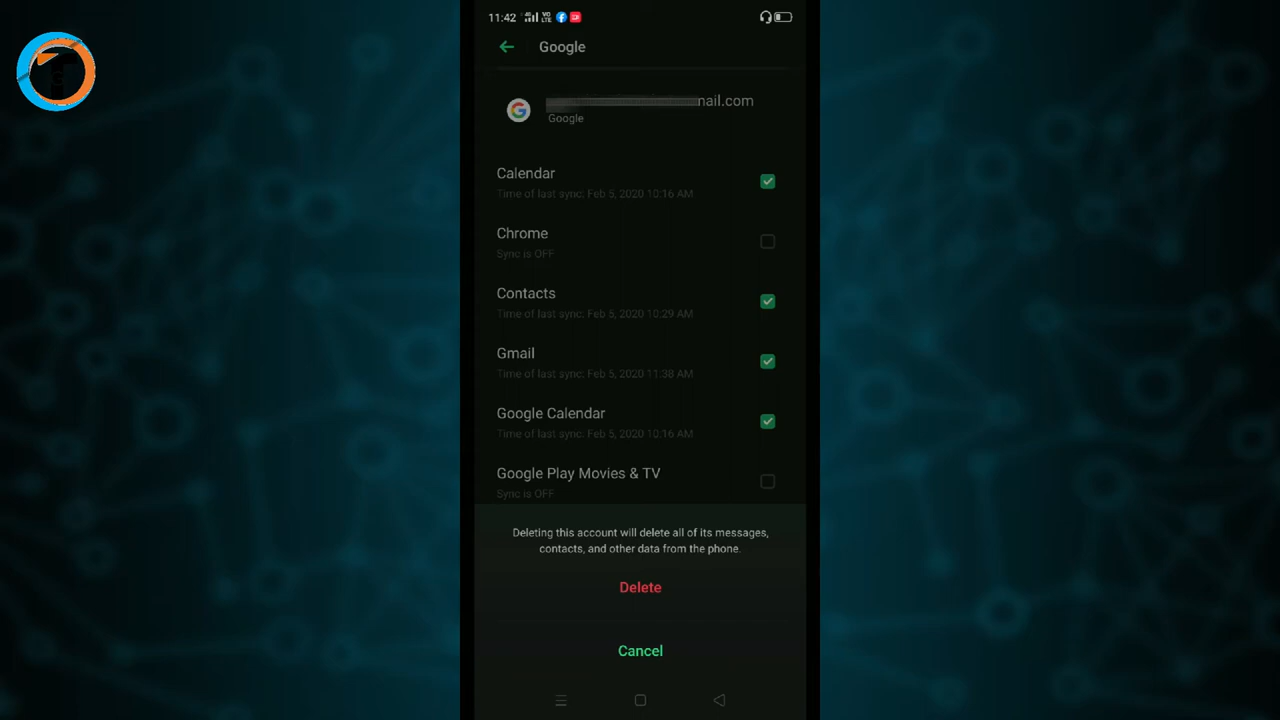 11:42
Google
nail.com
Google
Calendar
Time of last sync: Feb 5, 2020 10:16 AM
Chrome
Sync is OFF
Contacts
Time of last sync: Feb 5, 2020 10:29 AM
Gmail
Time of last sync: Feb 5, 2020 11:38 AM
Google Calendar
Time of last sync: Feb 5, 2020 10:16 AM
Google Play Movies & TV
Sync is OFF
Deleting this account will delete all of its messages,
contacts, and other data from the phone.
Delete
Cancel